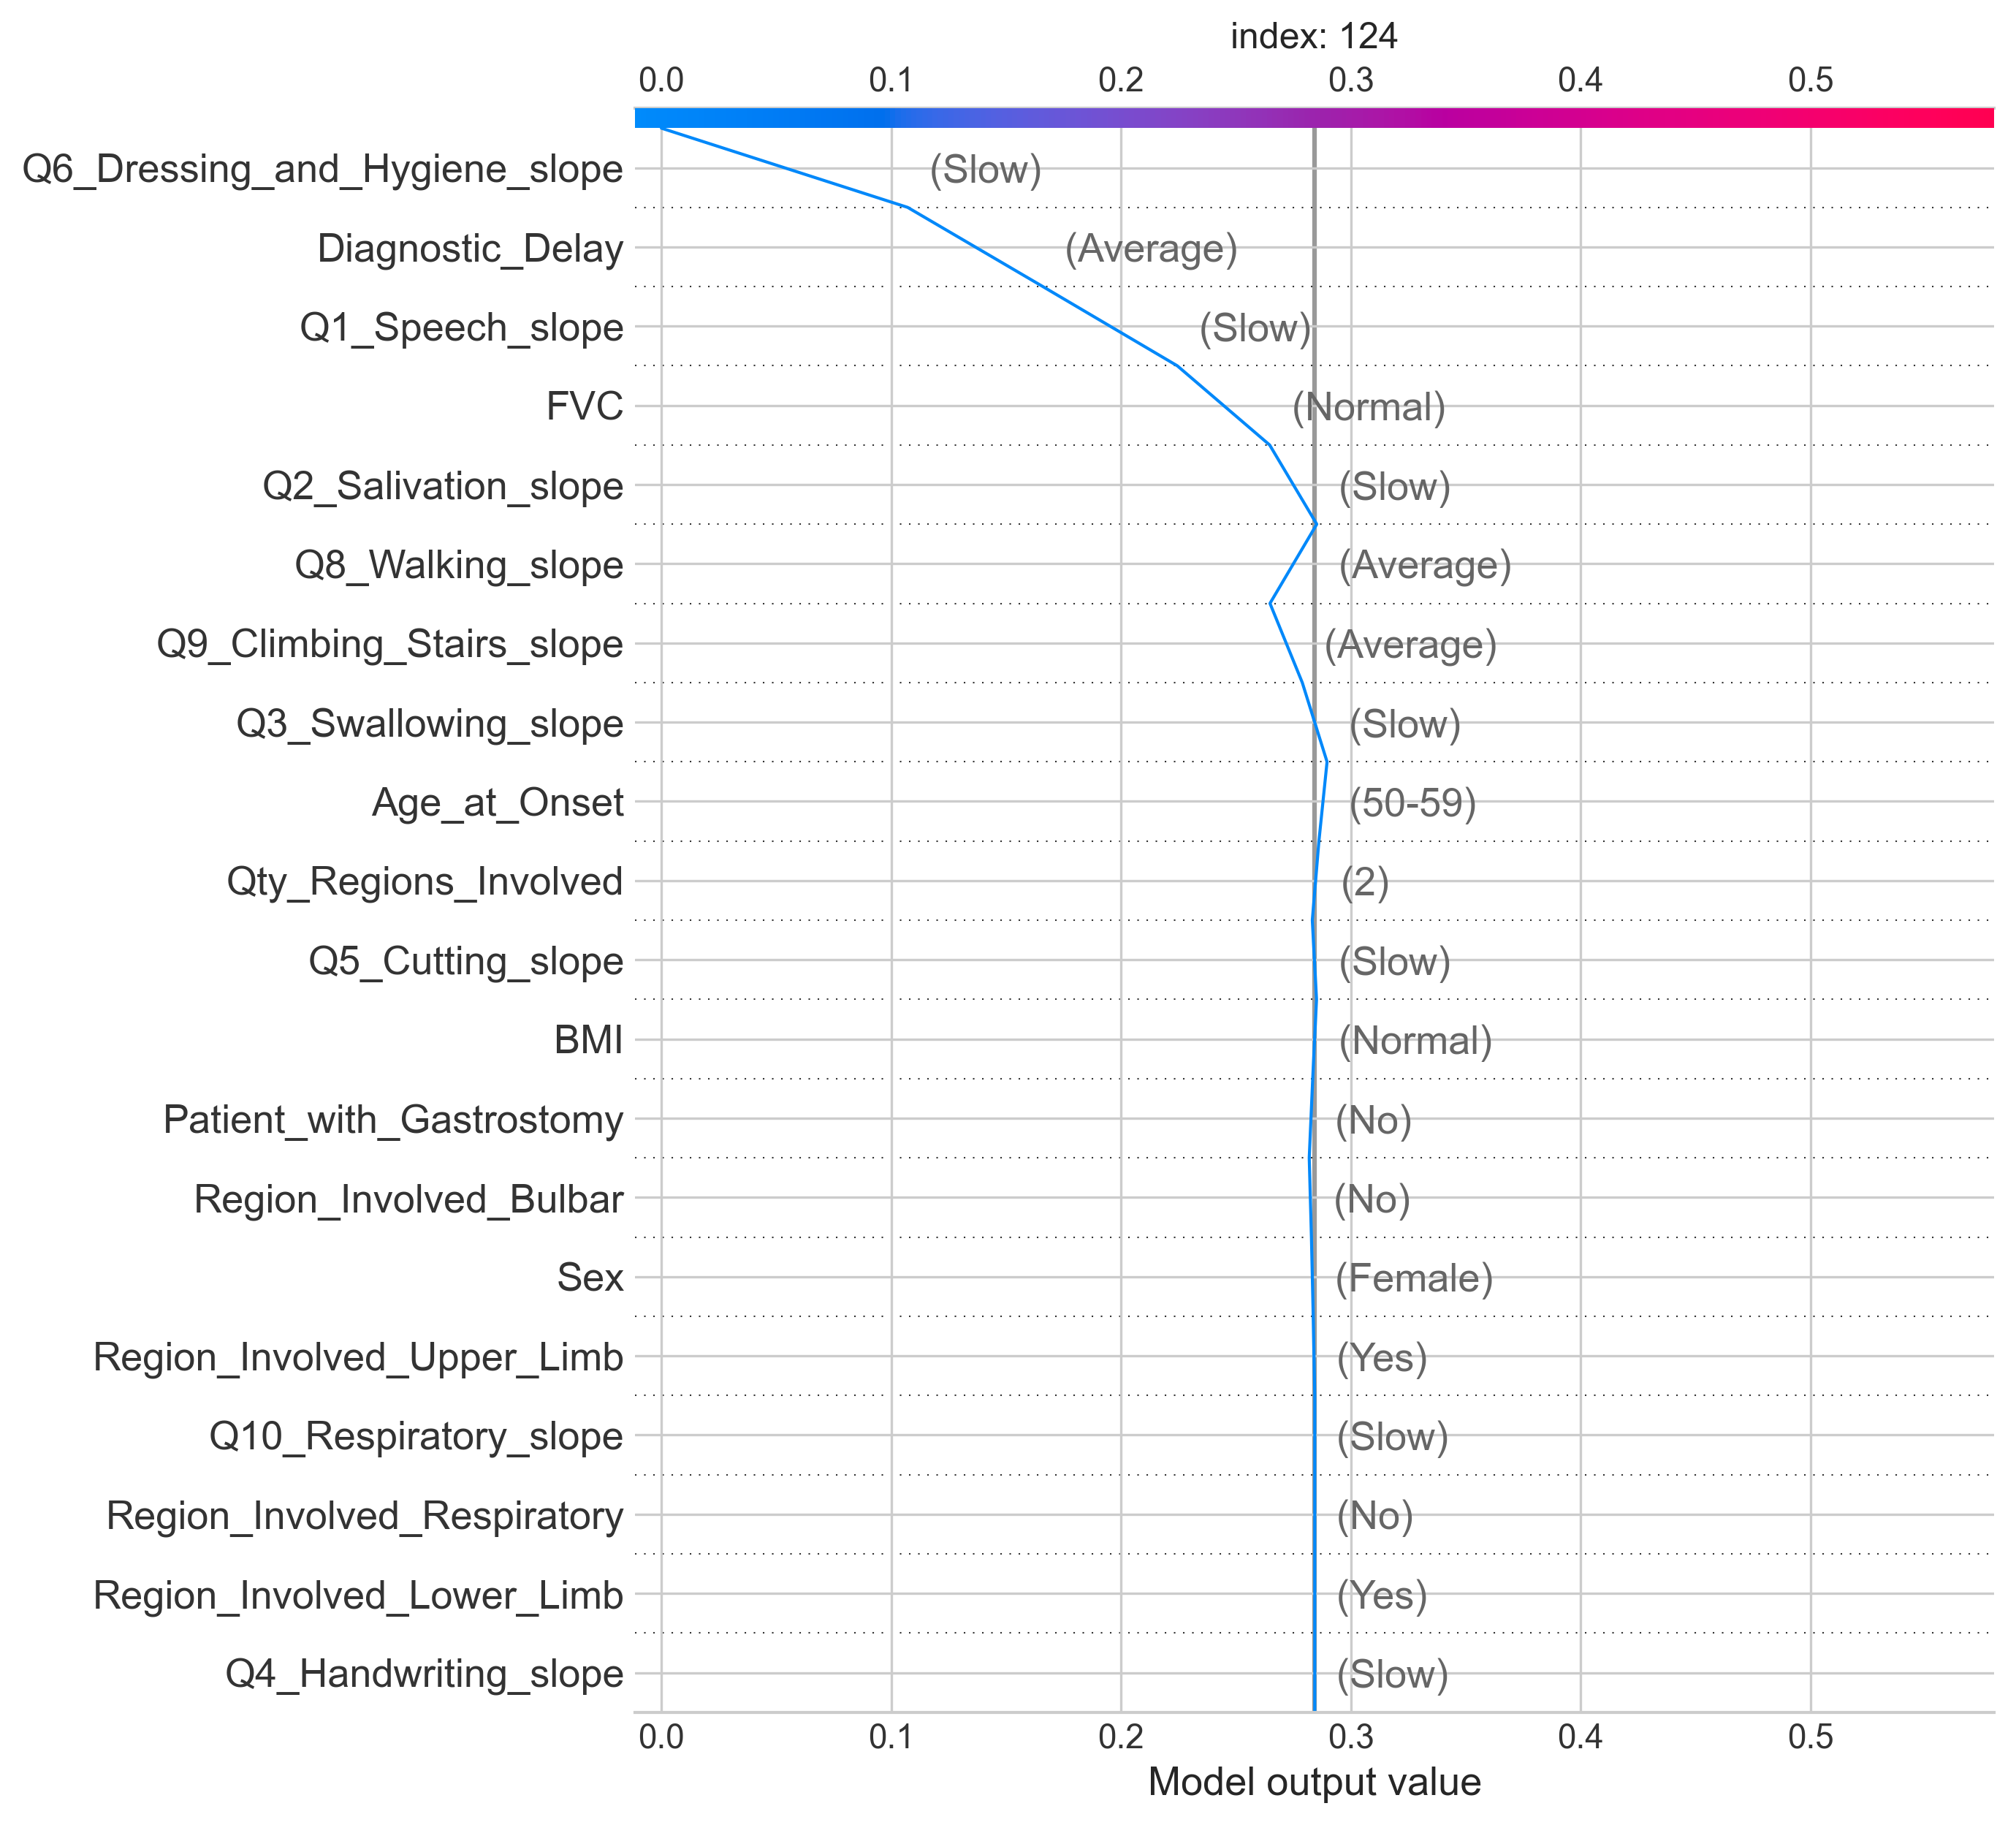 index: 124
0.0 0.1 0.2 0.3 0.4 0.5
Q6_Dressing_and_Hygiene_slope (Slow)
Diagnostic_Delay (Average)
Q1_Speech_slope (Slow)
FVC (Normal)
Q2_Salivation_slope (Slow)
Q8_Walking_slope (Average)
Q9_Climbing_Stairs_slope (Average)
Q3_Swallowing_slope (Slow)
Age_at_Onset (50-59)
Qty_Regions_Involved (2)
Q5_Cutting_slope (Slow)
BMI (Normal)
Patient_with_Gastrostomy (No)
Region_Involved_Bulbar (No)
Sex (Female)
Region_Involved_Upper_Limb (Yes)
Q10_Respiratory_slope (Slow)
Region_Involved_Respiratory (No)
Region_Involved_Lower_Limb (Yes)
Q4_Handwriting_slope (Slow)
0.0 0.1 0.2 0.3 0.4 0.5
Model output value